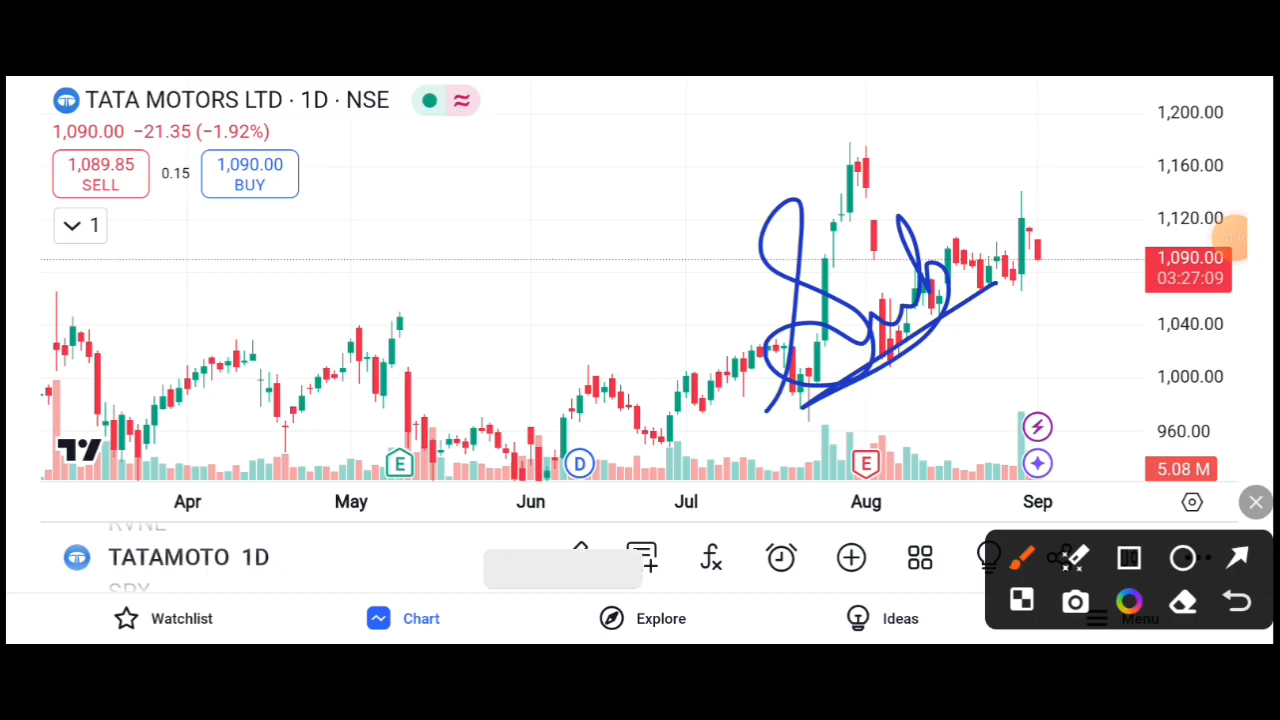 TATA MOTORS LTD · 1D · NSE
1,090.00 −21.35 (−1.92%)
1,089.85 SELL 0.15 1,090.00 BUY
1
1,200.00
1,160.00
1,120.00
1,090.00
03:27:09
1,040.00
1,000.00
960.00
5.08 M
E D E
Apr May Jun Jul Aug Sep
RVNL
TATAMOTO 1D
SPY
Watchlist Chart Explore Ideas Menu